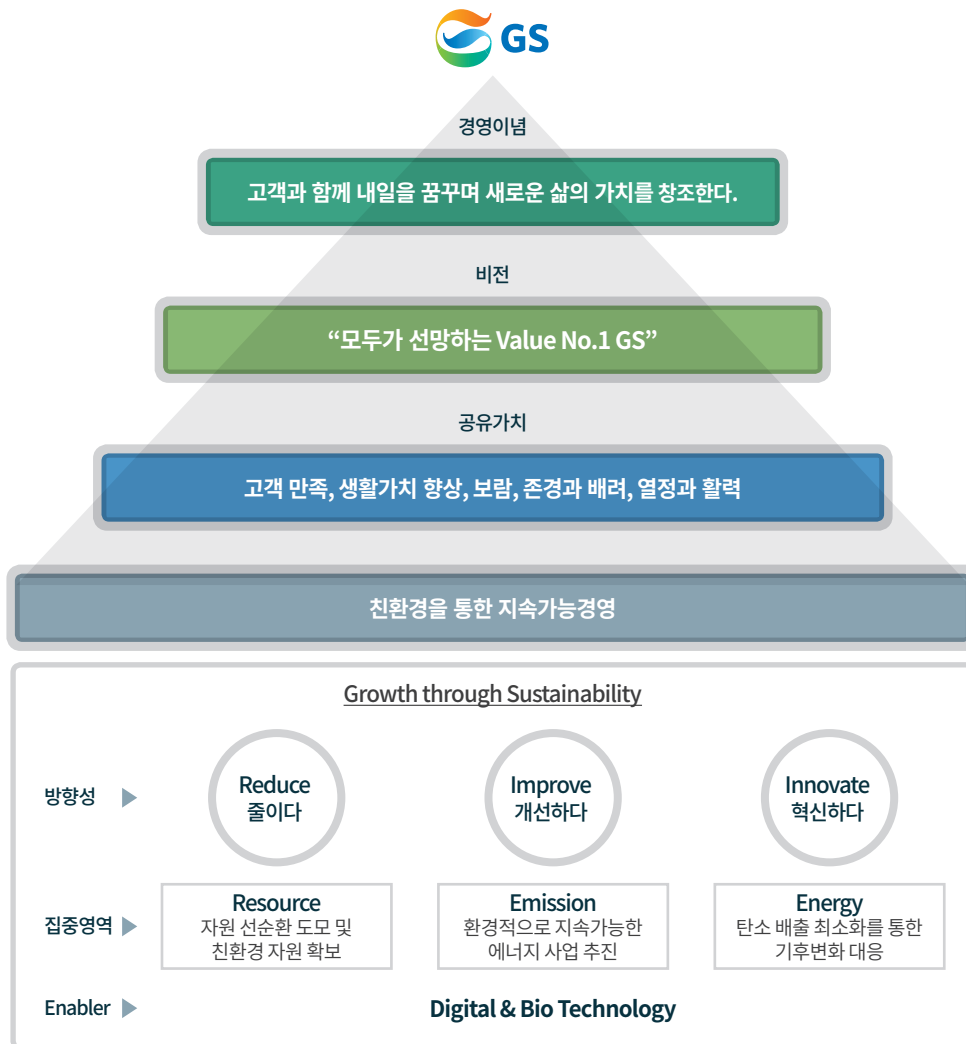 GS
경영이념
고객과 함께 내일을 꿈꾸며 새로운 삶의 가치를 창조한다.
비전
“모두가 선망하는 Value No.1 GS”
공유가치
고객 만족, 생활가치 향상, 보람, 존경과 배려, 열정과 활력
친환경을 통한 지속가능경영
Growth through Sustainability
방향성
Reduce
줄이다
Improve
개선하다
Innovate
혁신하다
집중영역
Resource
자원 선순환 도모 및
친환경 자원 확보
Emission
환경적으로 지속가능한
에너지 사업 추진
Energy
탄소 배출 최소화를 통한
기후변화 대응
Enabler
Digital & Bio Technology